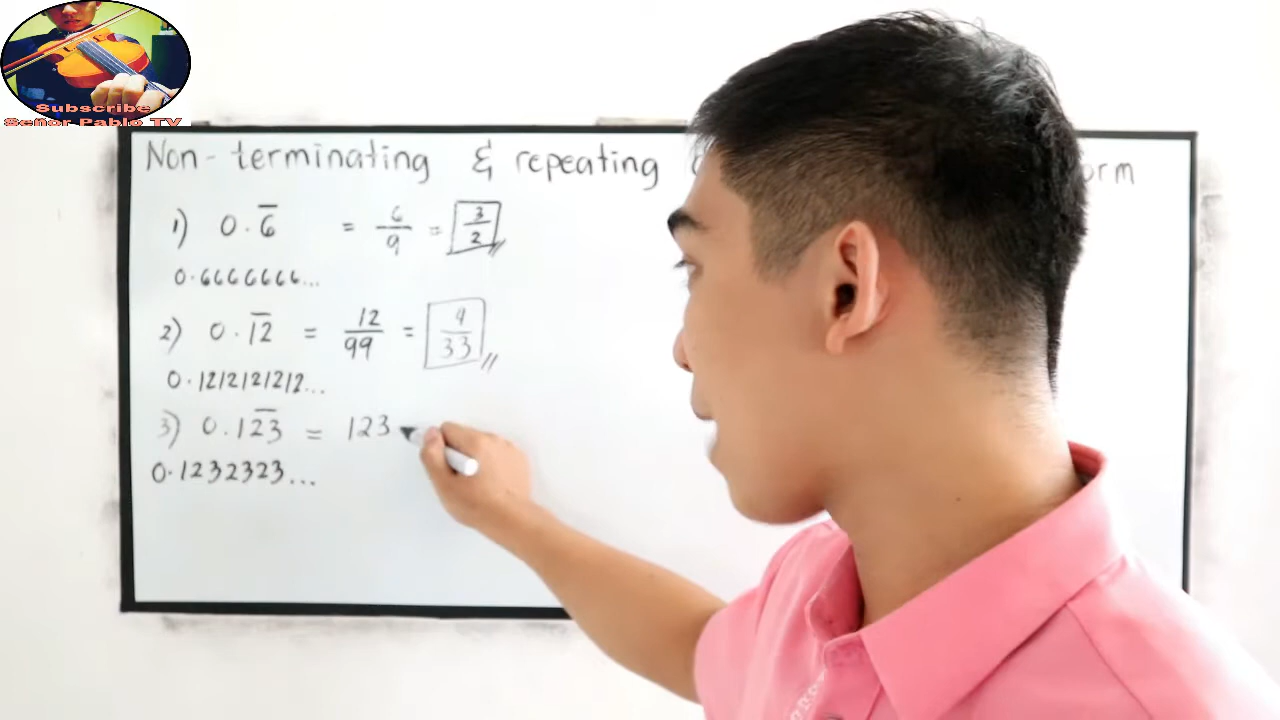 Subscribe
Señor Pablo TV
Non-terminating & repeating orm
1) 0.6̅ = 6/9 = 3/2
0.6666666...
2) 0.1̅2̅ = 12/99 = 4/33
0.1212121212...
3) 0.12̅3̅ = 123
0.1232323...